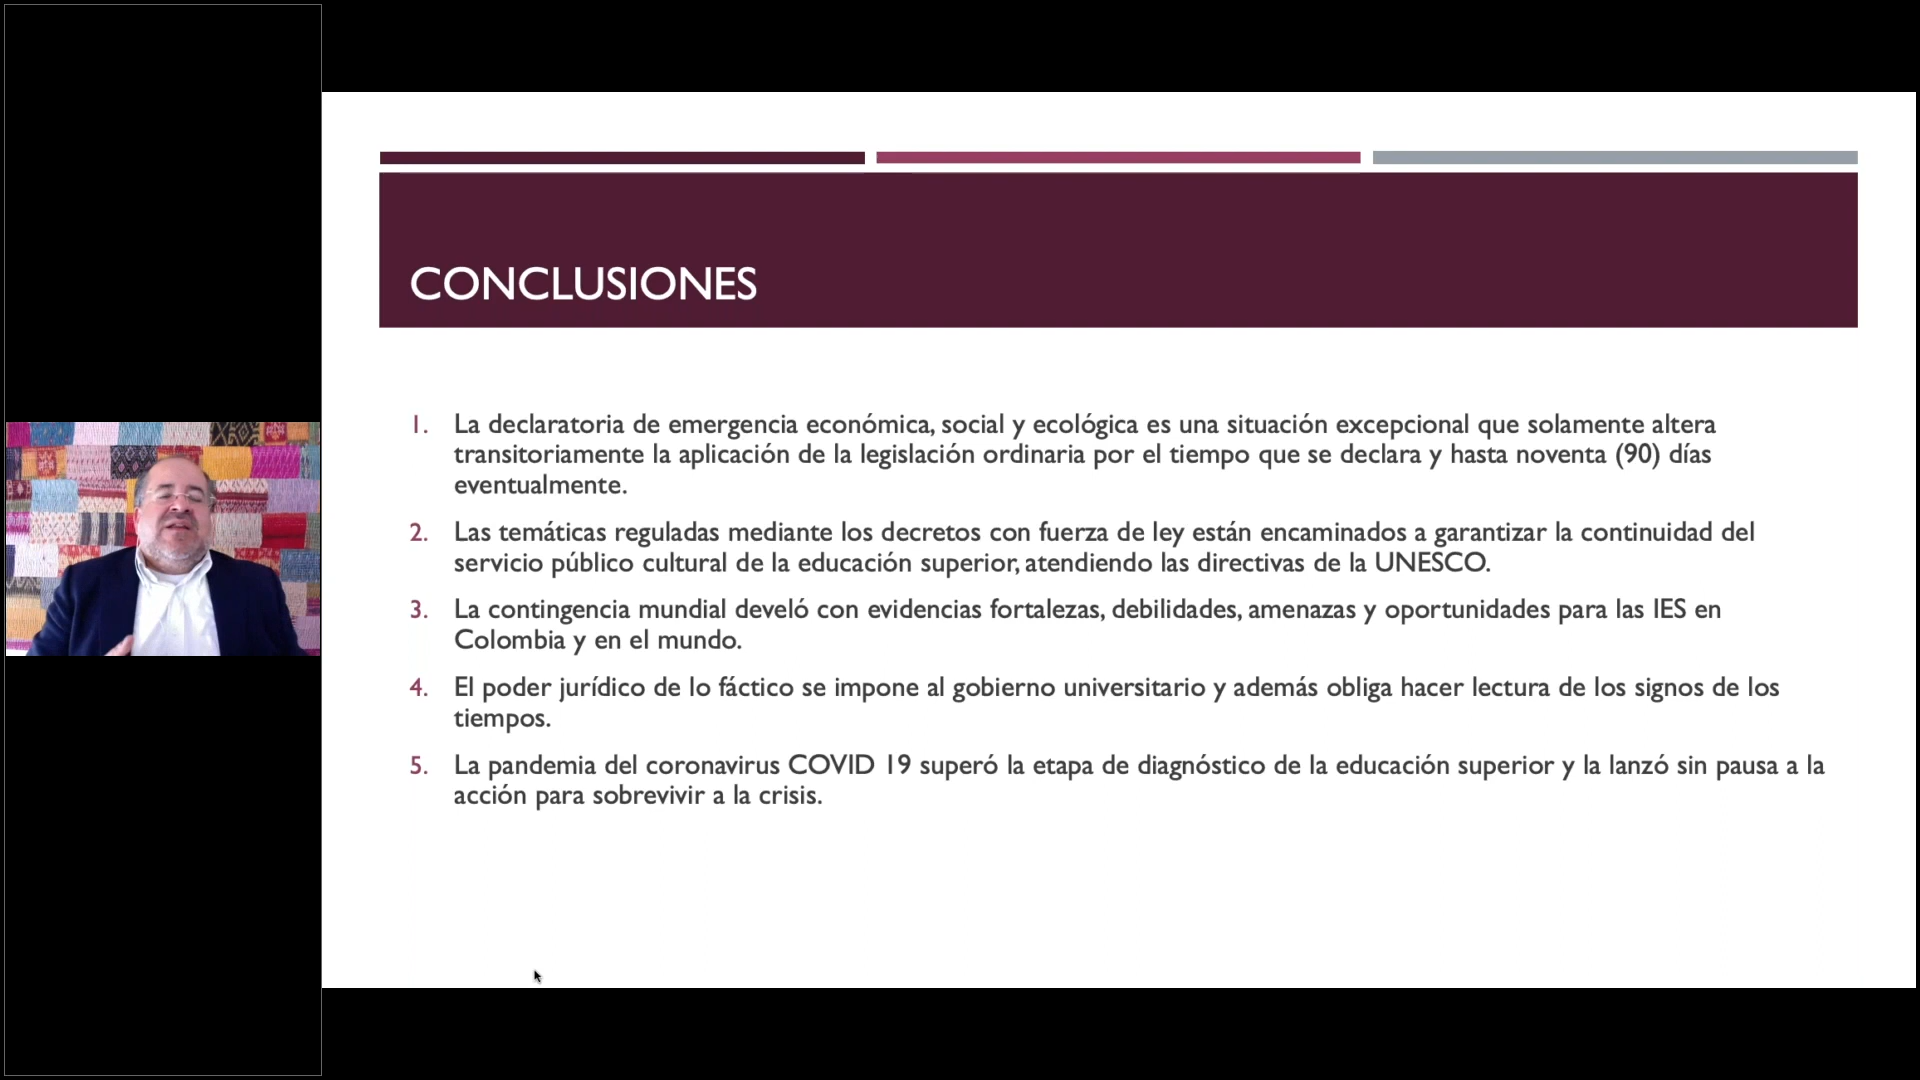 CONCLUSIONES
1. La declaratoria de emergencia económica, social y ecológica es una situación excepcional que solamente altera
transitoriamente la aplicación de la legislación ordinaria por el tiempo que se declara y hasta noventa (90) días
eventualmente.
2. Las temáticas reguladas mediante los decretos con fuerza de ley están encaminados a garantizar la continuidad del
servicio público cultural de la educación superior, atendiendo las directivas de la UNESCO.
3. La contingencia mundial develó con evidencias fortalezas, debilidades, amenazas y oportunidades para las IES en
Colombia y en el mundo.
4. El poder jurídico de lo fáctico se impone al gobierno universitario y además obliga hacer lectura de los signos de los
tiempos.
5. La pandemia del coronavirus COVID 19 superó la etapa de diagnóstico de la educación superior y la lanzó sin pausa a la
acción para sobrevivir a la crisis.